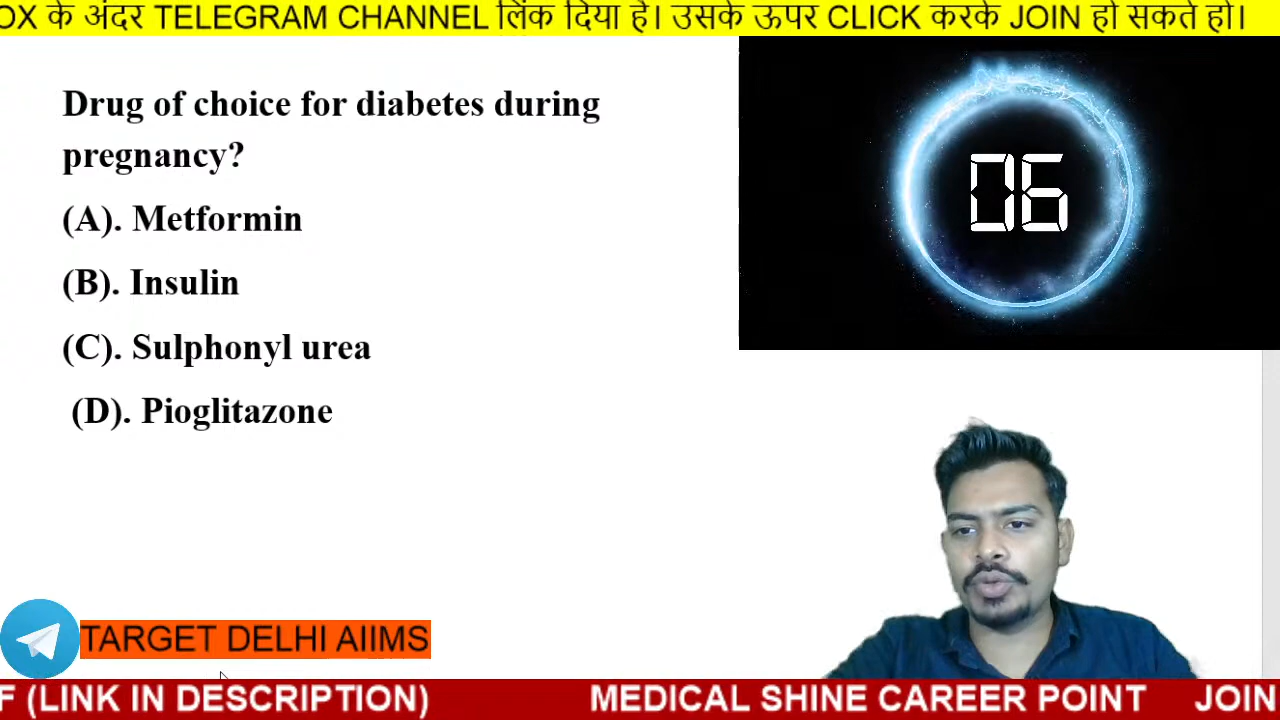 OX के अंदर TELEGRAM CHANNEL लिंक दिया है। उसके ऊपर CLICK करके JOIN हो सकते हो।
Drug of choice for diabetes during
pregnancy?
(A). Metformin
(B). Insulin
(C). Sulphonyl urea
(D). Pioglitazone
06
TARGET DELHI AIIMS
F (LINK IN DESCRIPTION) MEDICAL SHINE CAREER POINT JOIN